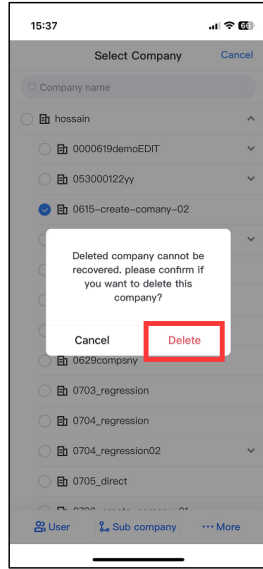 15:37
66
Select Company
Cancel
Company name
hossain
0000619demoEDIT
053000122yy
0615-create-comany-02
Deleted company cannot be
recovered. please confirm if
you want to delete this
company?
Cancel
Delete
0629compsny
0703_regression
0704_regression
0704_regression02
0705_direct
User
Sub company
More